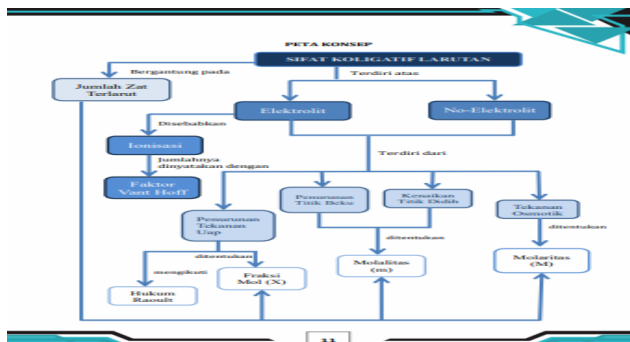 PETA KONSEP
SIFAT KOLIGATIF LARUTAN
Bergantung pada
Terdiri atas
Jumlah Zat
Terlarut
Elektrolit
No-Elektrolit
Disebabkan
Ionisasi
Terdiri dari
Jumlahnya
dinyatakan dengan
Faktor
Vant Hoff
Penurunan
Titik Beku
Kenaikan
Titik Didih
Tekanan
Osmotik
Penurunan
Tekanan
Uap
ditentukan
ditentukan
ditentukan
mengikuti
Hukum
Raoult
Fraksi
Mol (X)
Molalitas
(m)
Molaritas
(M)
11